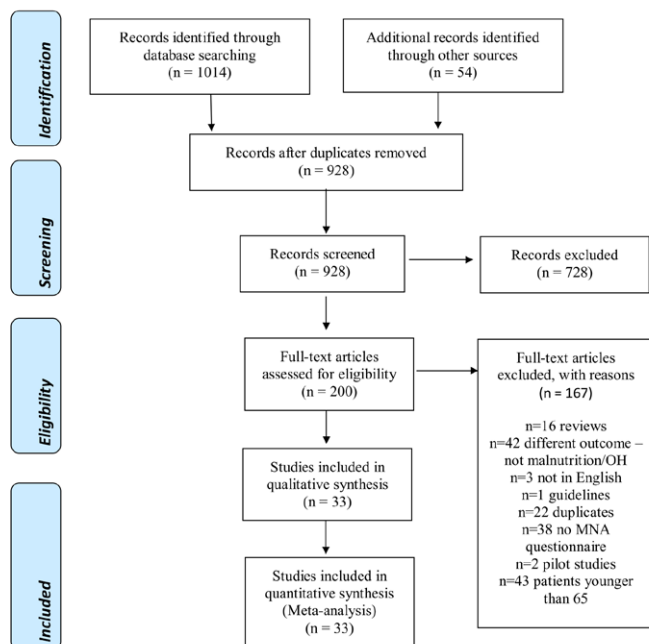 Identification
Records identified through
database searching
(n = 1014)
Additional records identified
through other sources
(n = 54)
Records after duplicates removed
(n = 928)
Screening
Records screened
(n = 928)
Records excluded
(n = 728)
Eligibility
Full-text articles
assessed for eligibility
(n = 200)
Full-text articles
excluded, with reasons
(n = 167)
n=16 reviews
n=42 different outcome –
not malnutrition/OH
n=3 not in English
n=1 guidelines
n=22 duplicates
n=38 no MNA
questionnaire
n=2 pilot studies
n=43 patients younger
than 65
Studies included in
qualitative synthesis
(n = 33)
Included
Studies included in
quantitative synthesis
(Meta-analysis)
(n = 33)